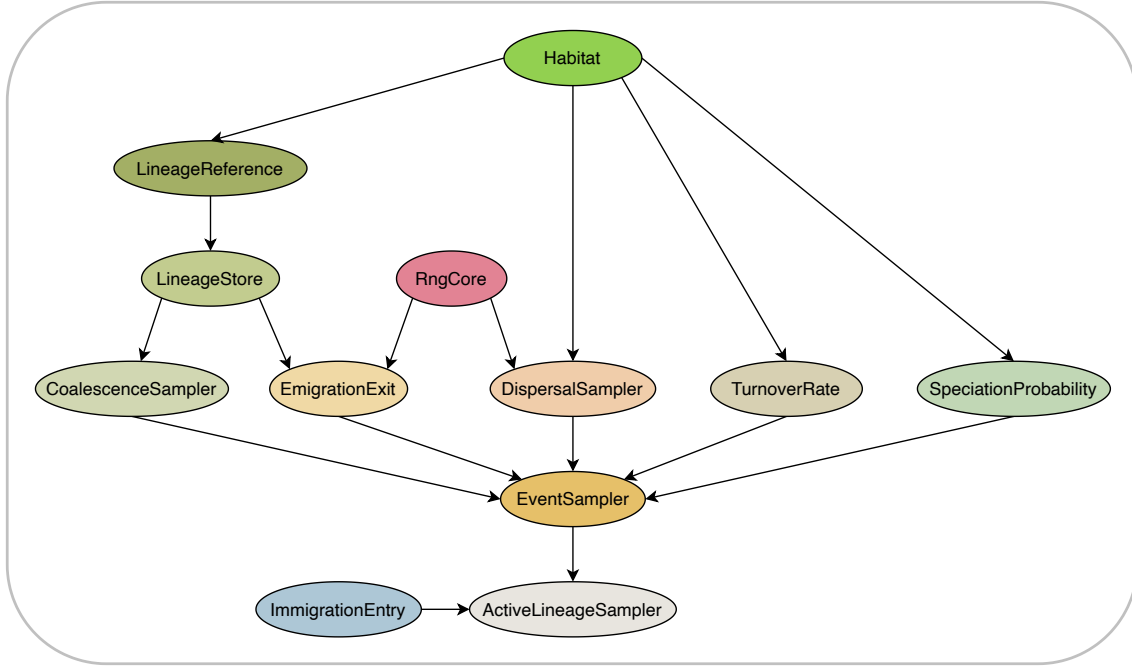 Habitat
LineageReference
LineageStore
RngCore
CoalescenceSampler
EmigrationExit
DispersalSampler
TurnoverRate
SpeciationProbability
EventSampler
ImmigrationEntry
ActiveLineageSampler